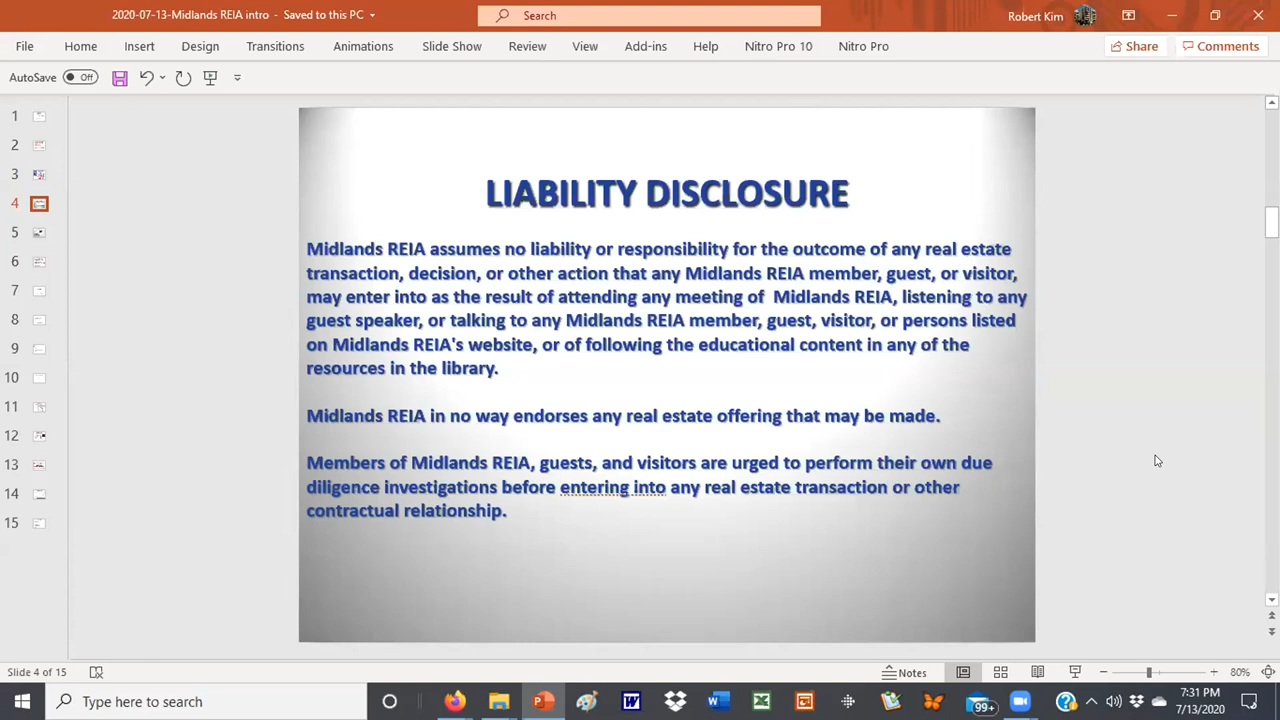 2020-07-13-Midlands REIA intro - Saved to this PC
Search
Robert Kim
File Home Insert Design Transitions Animations Slide Show Review View Add-ins Help Nitro Pro 10 Nitro Pro
Share Comments
AutoSave Off
1
2
3
4
5
6
7
8
9
10
11
12
13
14
15
LIABILITY DISCLOSURE
Midlands REIA assumes no liability or responsibility for the outcome of any real estate
transaction, decision, or other action that any Midlands REIA member, guest, or visitor,
may enter into as the result of attending any meeting of Midlands REIA, listening to any
guest speaker, or talking to any Midlands REIA member, guest, visitor, or persons listed
on Midlands REIA's website, or of following the educational content in any of the
resources in the library.
Midlands REIA in no way endorses any real estate offering that may be made.
Members of Midlands REIA, guests, and visitors are urged to perform their own due
diligence investigations before entering into any real estate transaction or other
contractual relationship.
Slide 4 of 15
Notes
80%
Type here to search
99+
7:31 PM
7/13/2020